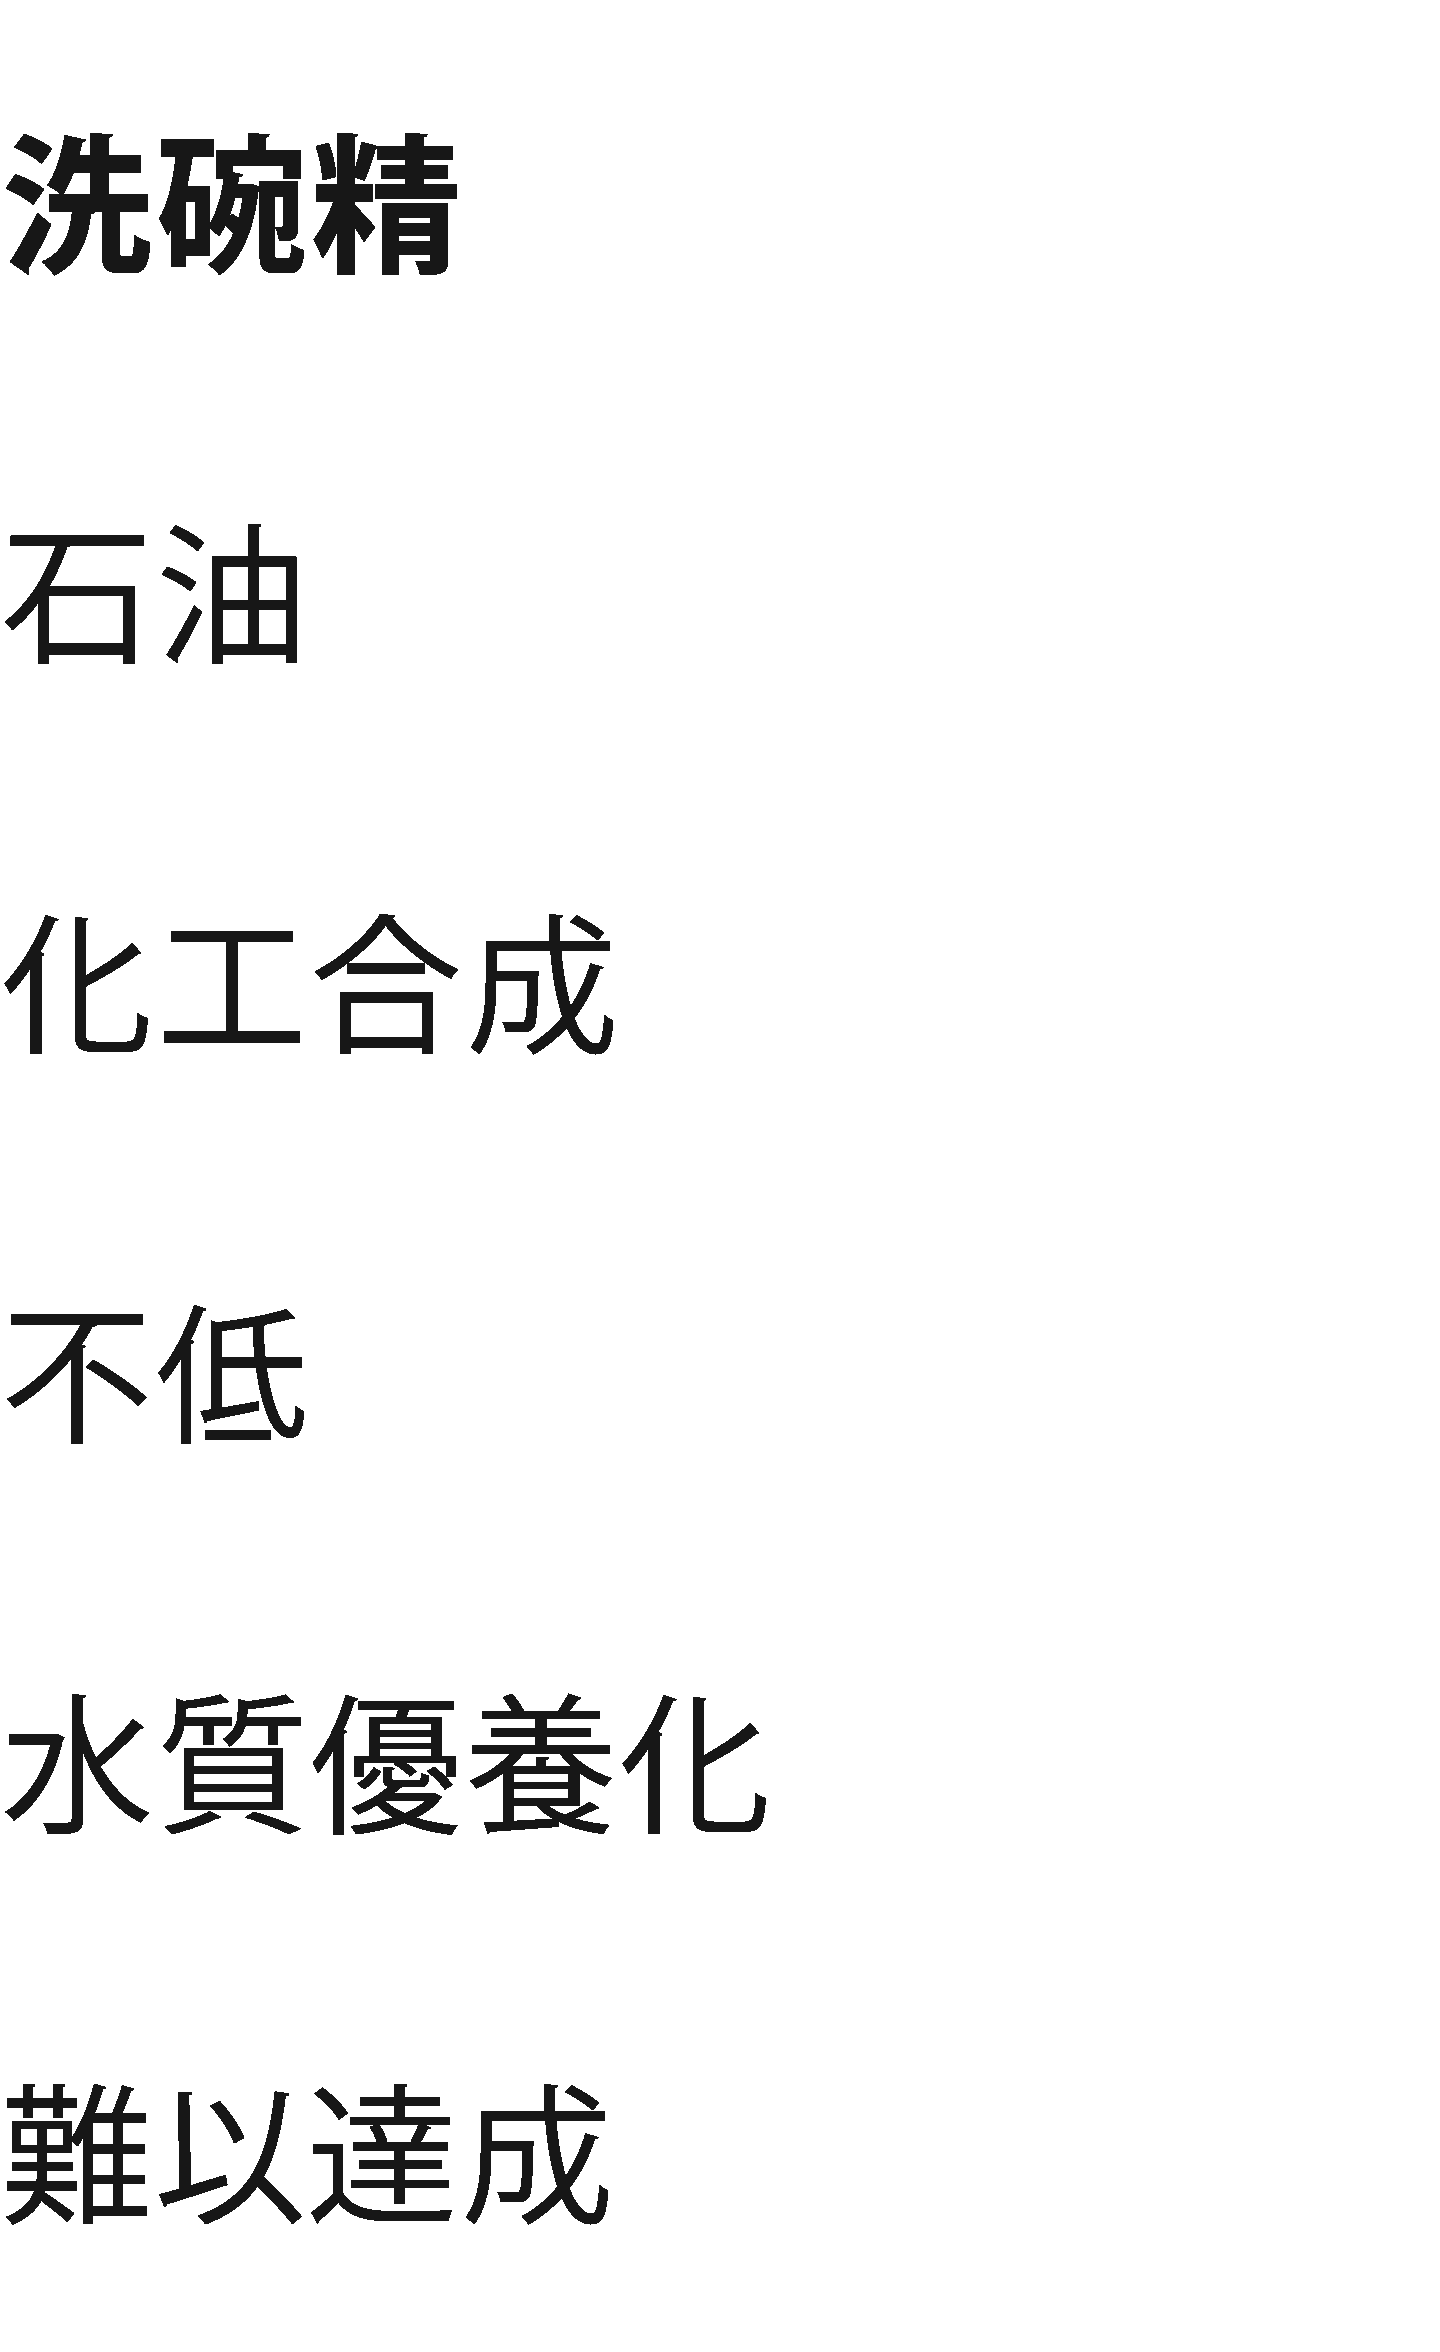 洗碗精
石油
化工合成
不低
水質優養化
難以達成